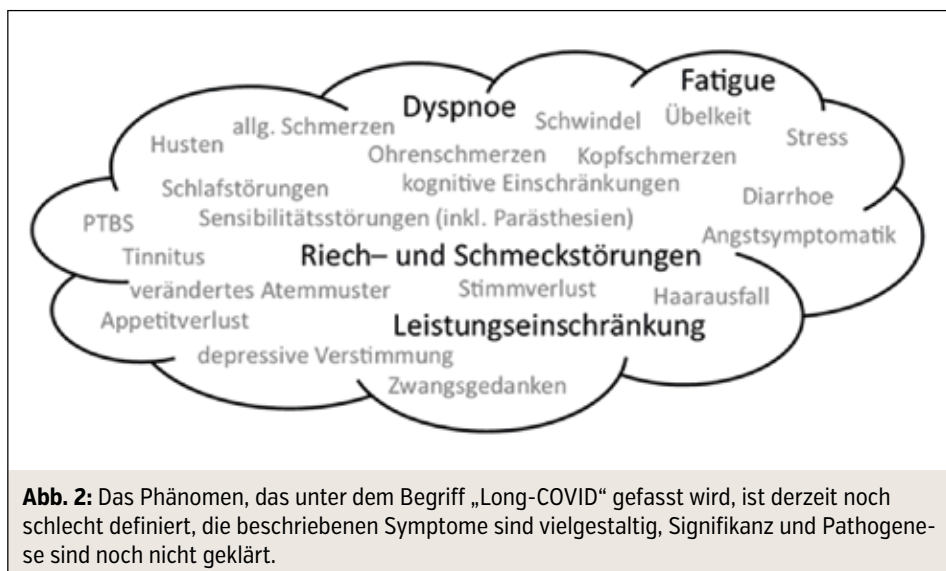 Fatigue
Dyspnoe
Schwindel
Übelkeit
Stress
allg. Schmerzen
Husten
Ohrenschmerzen
Kopfschmerzen
Schlafstörungen
kognitive Einschränkungen
Diarrhoe
PTBS
Sensibilitätsstörungen (inkl. Parästhesien)
Angstsymptomatik
Tinnitus
Riech– und Schmeckstörungen
verändertes Atemmuster
Stimmverlust
Haarausfall
Appetitverlust
Leistungseinschränkung
depressive Verstimmung
Zwangsgedanken
Abb. 2: Das Phänomen, das unter dem Begriff „Long-COVID“ gefasst wird, ist derzeit noch
schlecht definiert, die beschriebenen Symptome sind vielgestaltig, Signifikanz und Pathogene-
se sind noch nicht geklärt.